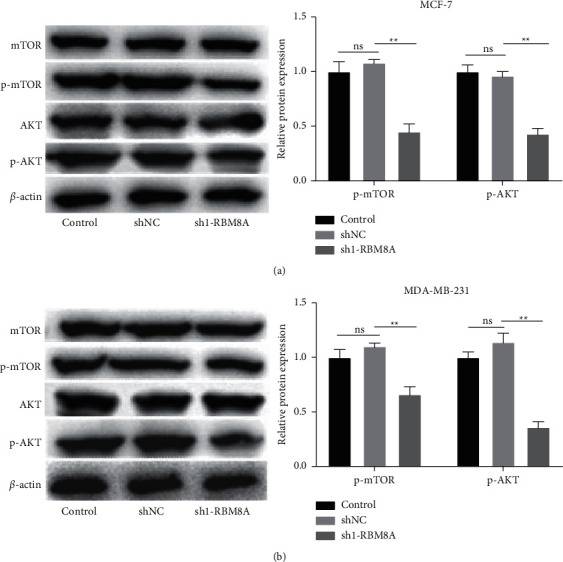 mTOR
p-mTOR
AKT
p-AKT
β-actin
Control shNC sh1-RBM8A
MCF-7
Relative protein expression
1.5
1.0
0.5
0.0
ns ** ns **
p-mTOR p-AKT
Control
shNC
sh1-RBM8A
(a)
mTOR
p-mTOR
AKT
p-AKT
β-actin
Control shNC sh1-RBM8A
MDA-MB-231
Relative protein expression
1.5
1.0
0.5
0.0
ns ** ns **
p-mTOR p-AKT
Control
shNC
sh1-RBM8A
(b)